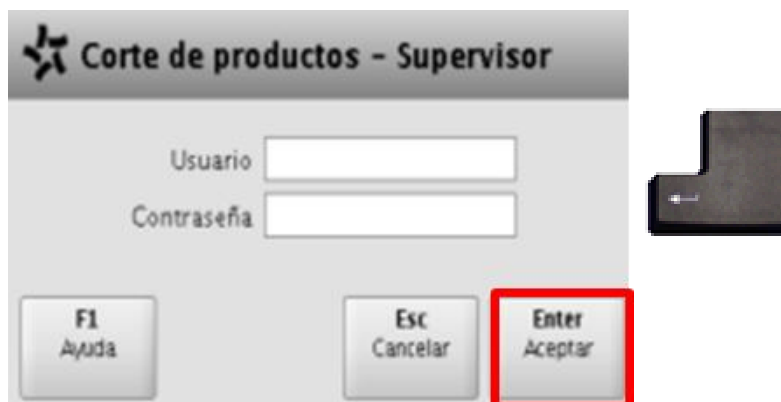 Corte de productos - Supervisor
Usuario
Contraseña
F1
Ayuda
Esc
Cancelar
Enter
Aceptar